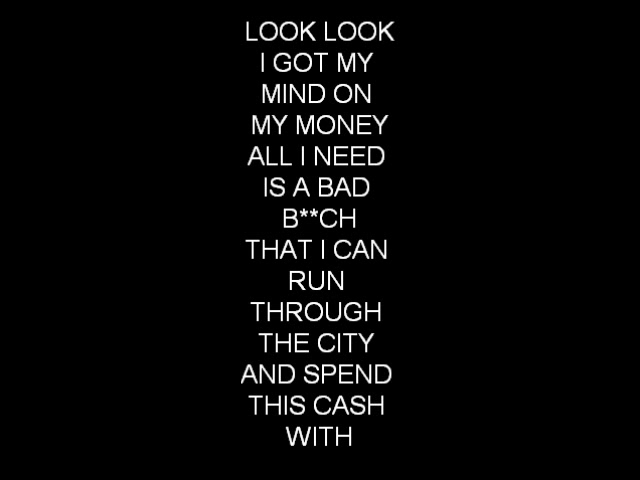 LOOK LOOK
I GOT MY
MIND ON
MY MONEY
ALL I NEED
IS A BAD
B**CH
THAT I CAN
RUN
THROUGH
THE CITY
AND SPEND
THIS CASH
WITH